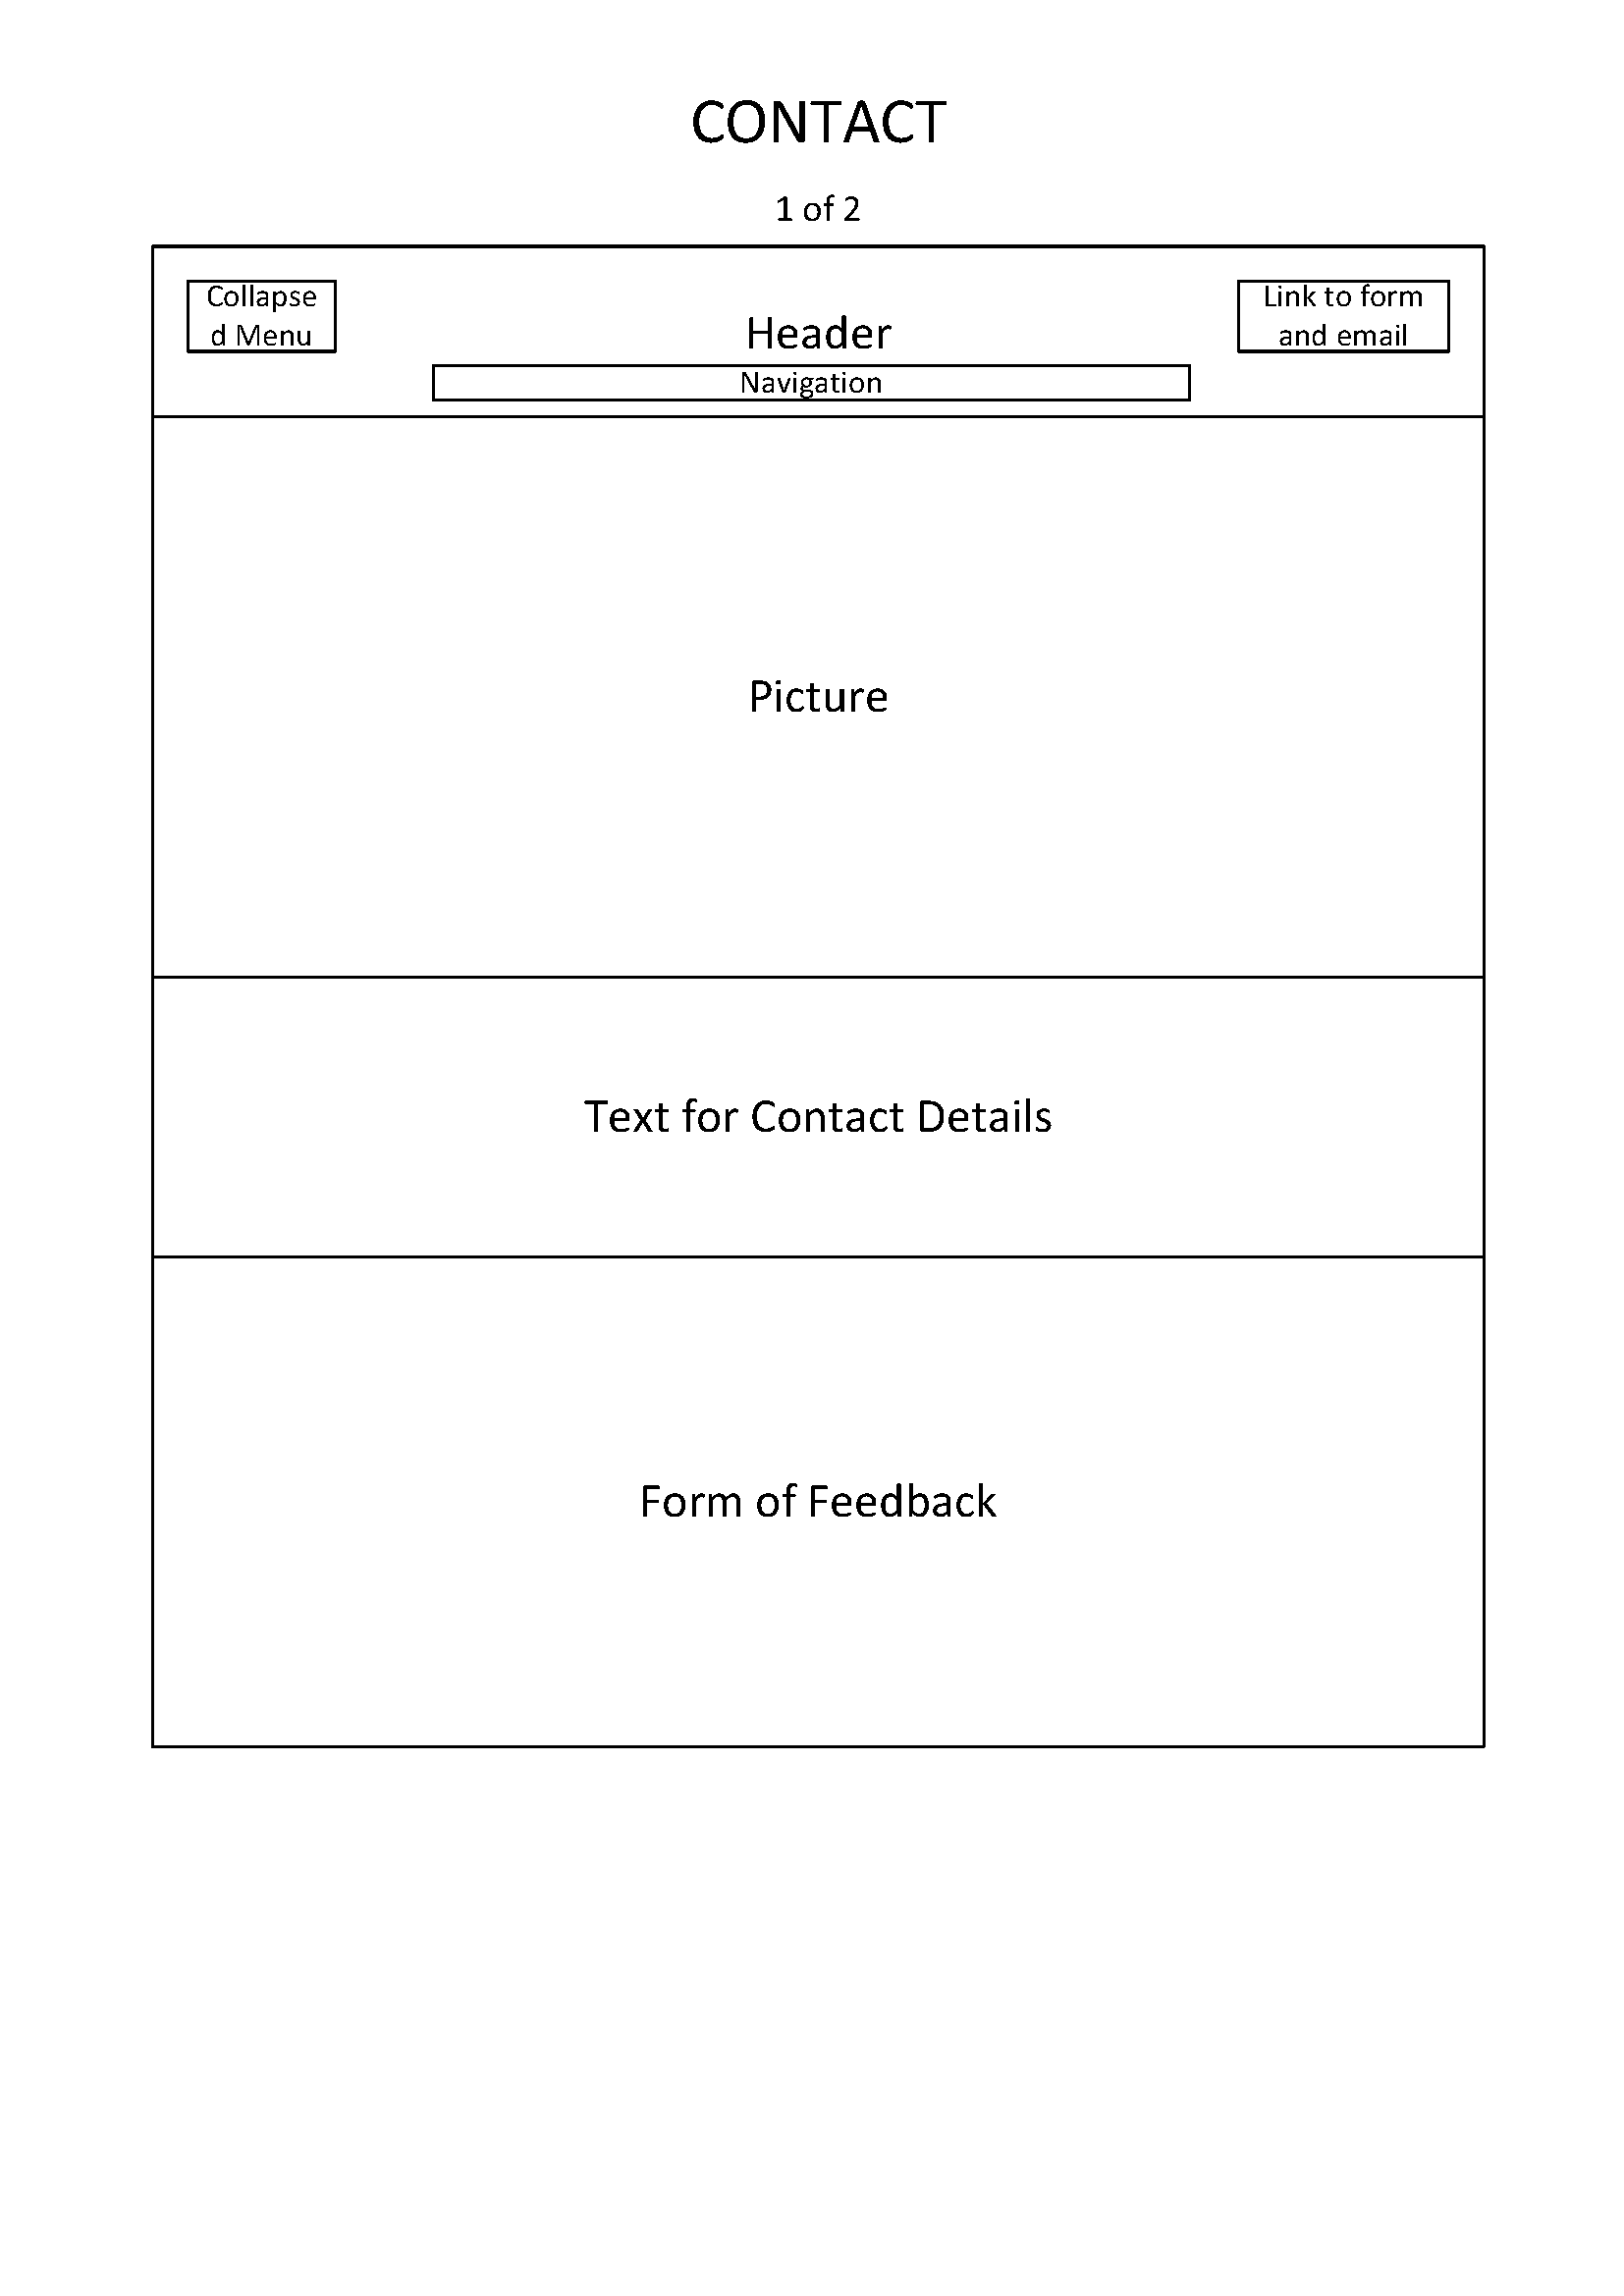 CONTACT
1 of 2
Collapse
d Menu
Link to form
and email
Header
Navigation
Picture
Text for Contact Details
Form of Feedback